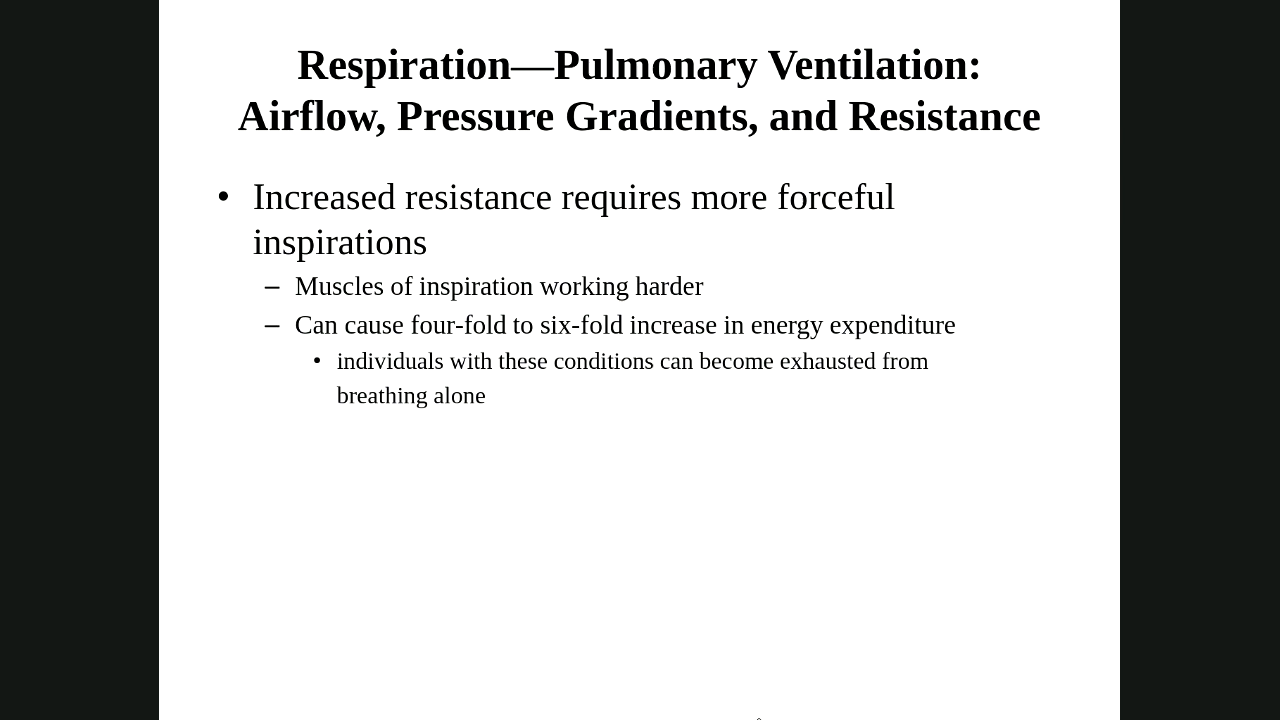 Respiration—Pulmonary Ventilation:
Airflow, Pressure Gradients, and Resistance
• Increased resistance requires more forceful
inspirations
– Muscles of inspiration working harder
– Can cause four-fold to six-fold increase in energy expenditure
• individuals with these conditions can become exhausted from
breathing alone